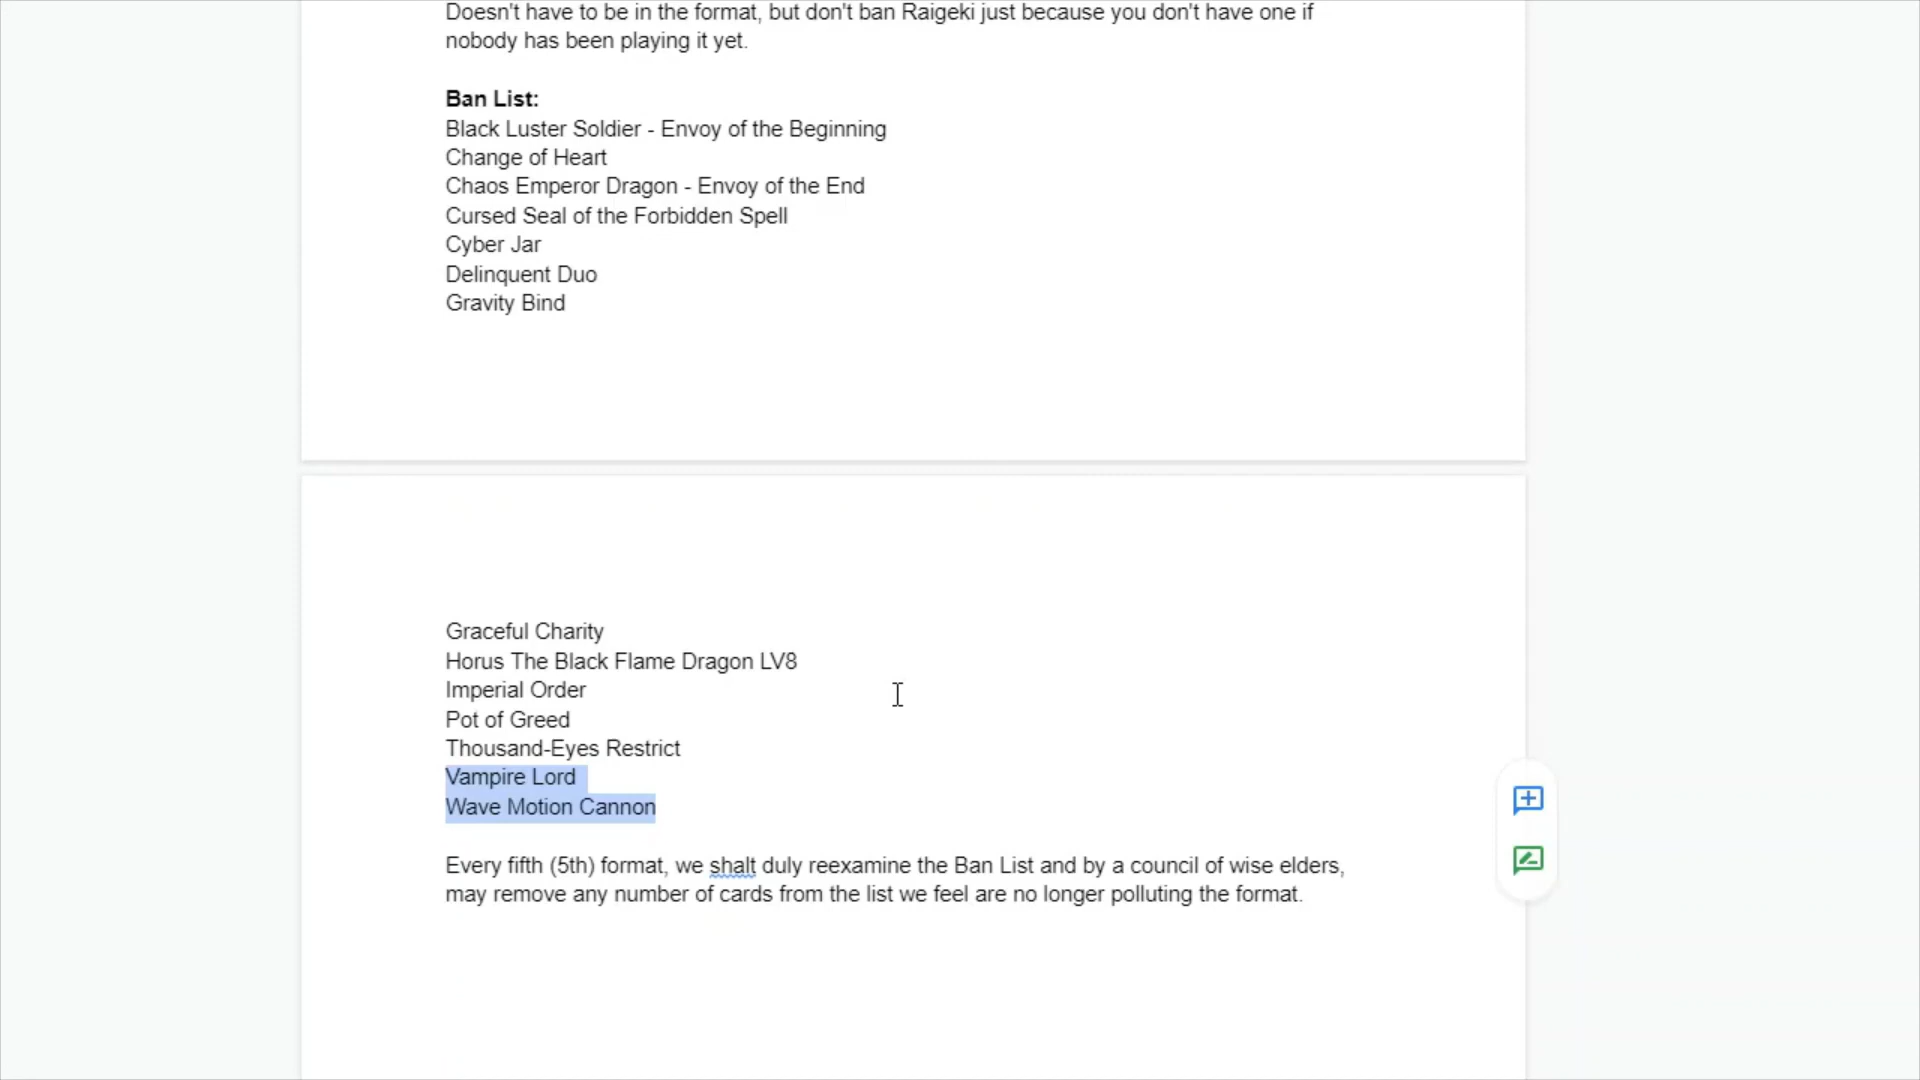 Doesn't have to be in the format, but don't ban Raigeki just because you don't have one if
nobody has been playing it yet.
Ban List:
Black Luster Soldier - Envoy of the Beginning
Change of Heart
Chaos Emperor Dragon - Envoy of the End
Cursed Seal of the Forbidden Spell
Cyber Jar
Delinquent Duo
Gravity Bind
Graceful Charity
Horus The Black Flame Dragon LV8
Imperial Order
Pot of Greed
Thousand-Eyes Restrict
Vampire Lord
Wave Motion Cannon
Every fifth (5th) format, we shalt duly reexamine the Ban List and by a council of wise elders,
may remove any number of cards from the list we feel are no longer polluting the format.